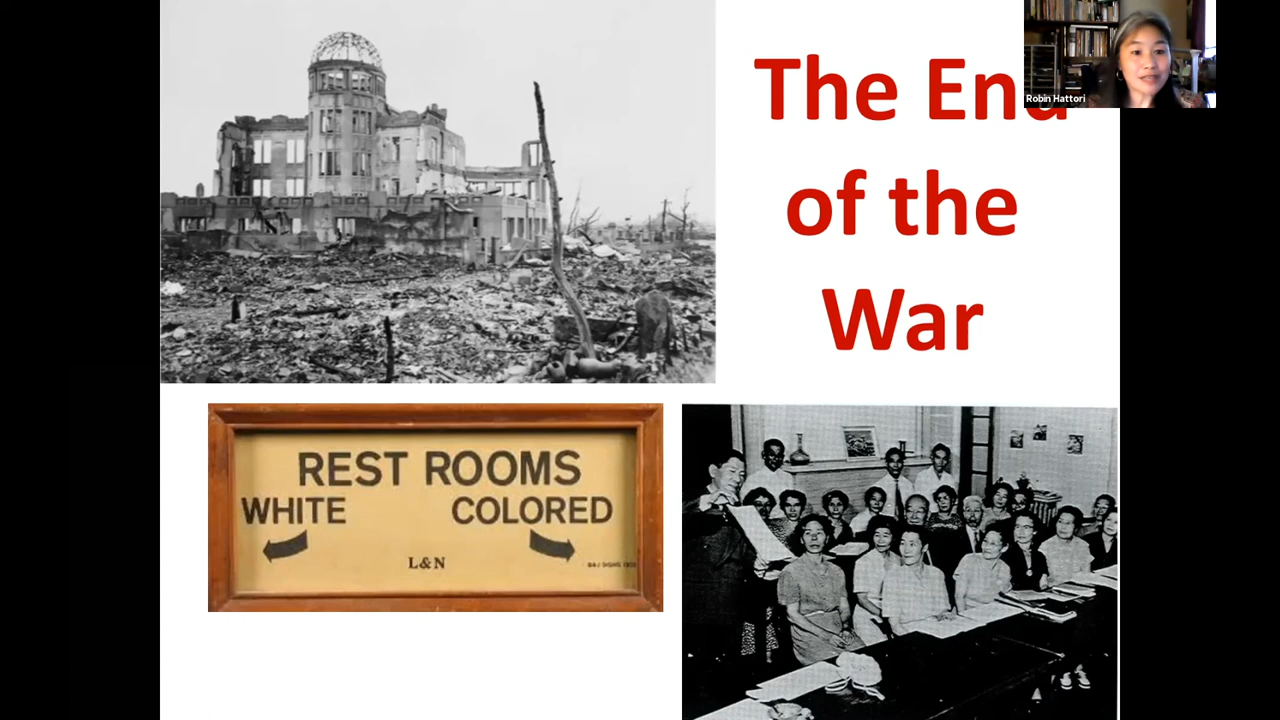 The End
of the
War
Robin Hattori
REST ROOMS
WHITE COLORED
L&N